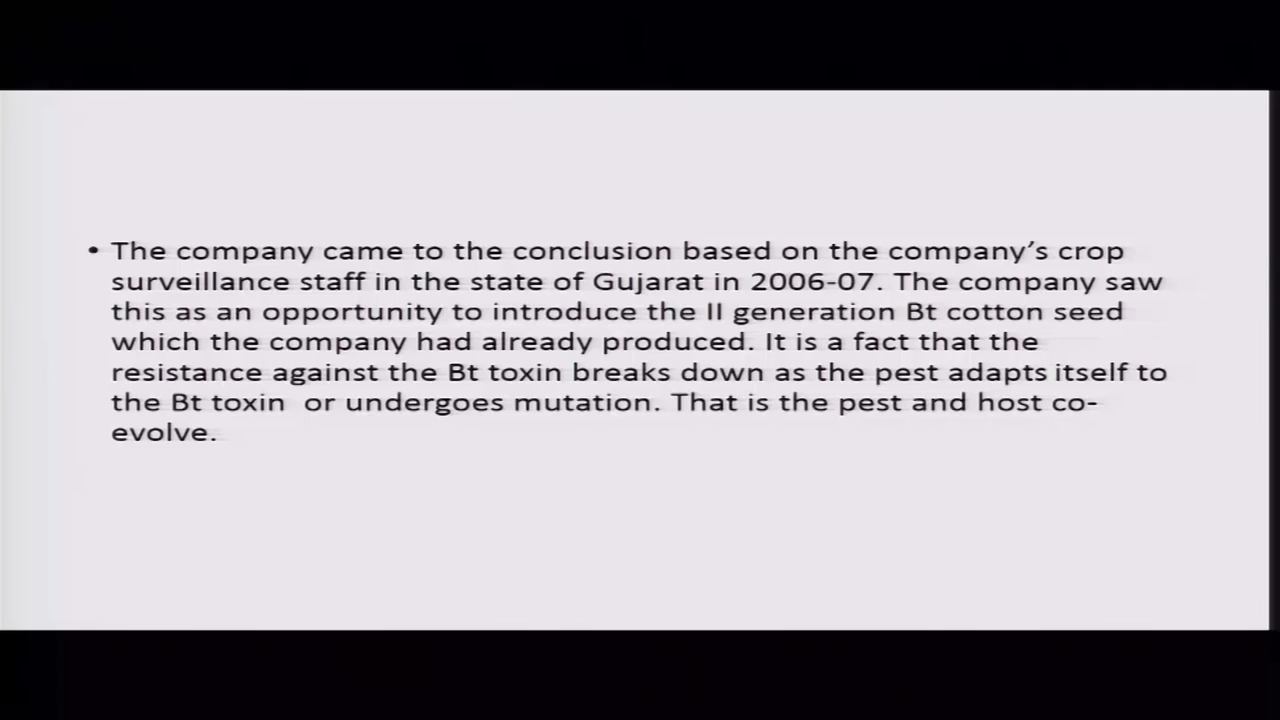 • The company came to the conclusion based on the company’s crop
surveillance staff in the state of Gujarat in 2006-07. The company saw
this as an opportunity to introduce the II generation Bt cotton seed
which the company had already produced. It is a fact that the
resistance against the Bt toxin breaks down as the pest adapts itself to
the Bt toxin  or undergoes mutation. That is the pest and host co-
evolve.